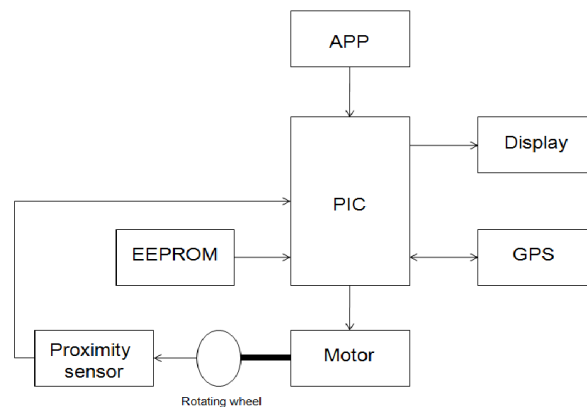 APP
Display
PIC
EEPROM
GPS
Proximity
sensor
Motor
Rotating wheel